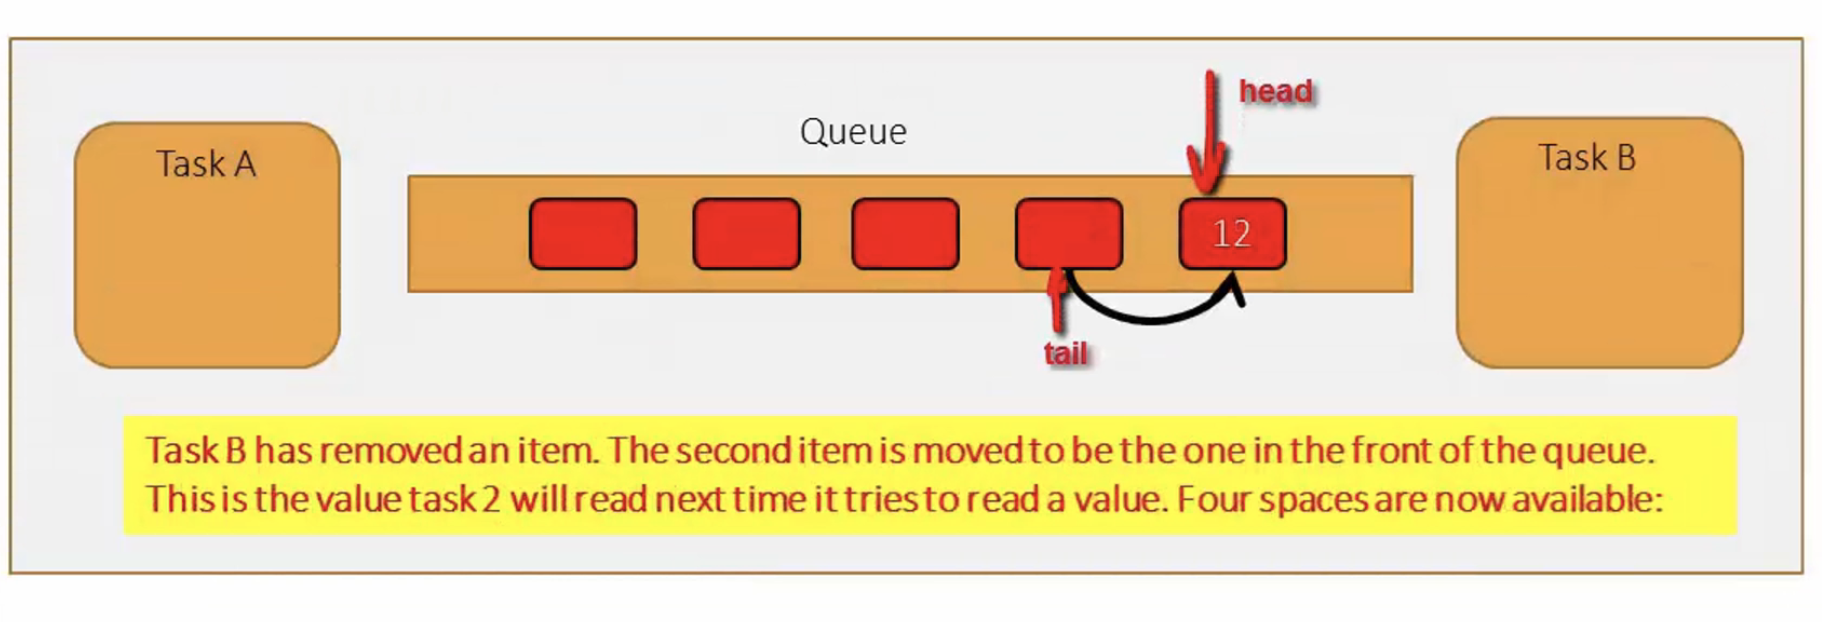 head
Queue
Task A
Task B
12
tail
Task B has removed an item. The second item is moved to be the one in the front of the queue.
This is the value task 2 will read next time it tries to read a value. Four spaces are now available: